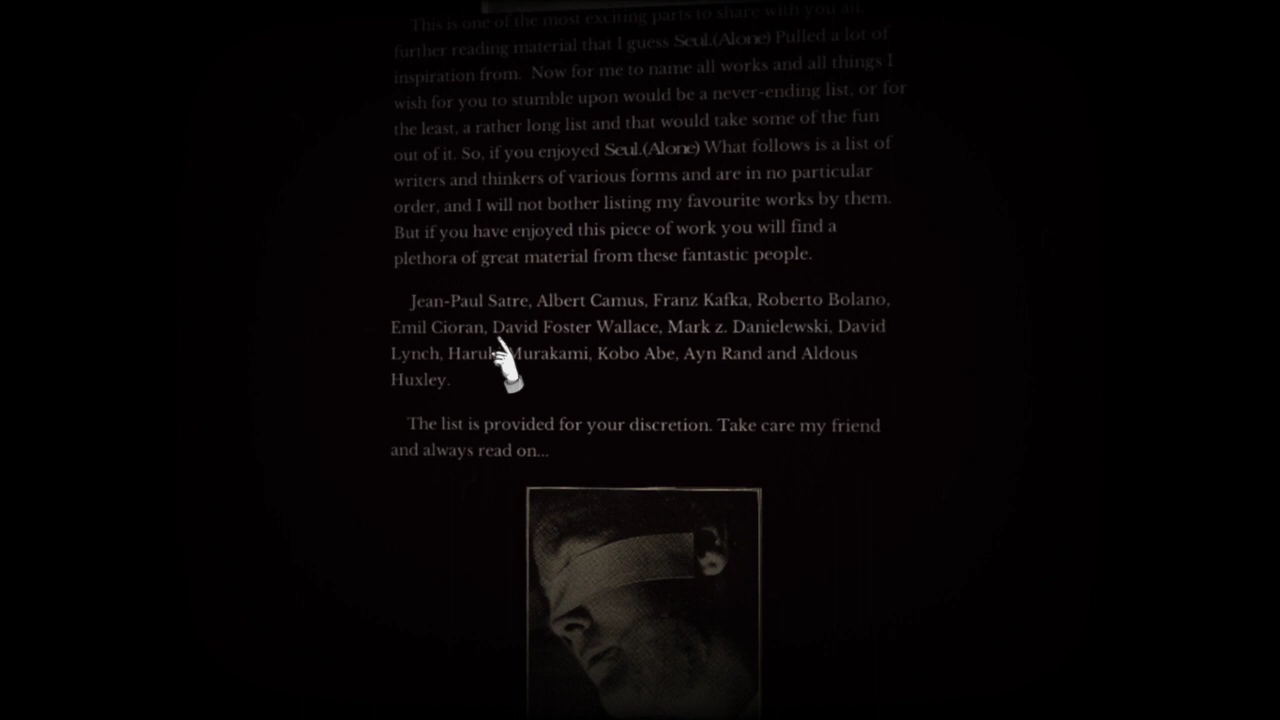 This is one of the most exciting parts to share with you all,
further reading material that I guess Seul.(Alone) Pulled a lot of
inspiration from. Now for me to name all works and all things I
wish for you to stumble upon would be a never-ending list, or for
the least, a rather long list and that would take some of the fun
out of it. So, if you enjoyed Seul.(Alone) What follows is a list of
writers and thinkers of various forms and are in no particular
order, and I will not bother listing my favourite works by them.
But if you have enjoyed this piece of work you will find a
plethora of great material from these fantastic people.
Jean-Paul Satre, Albert Camus, Franz Kafka, Roberto Bolano,
Emil Cioran, David Foster Wallace, Mark z. Danielewski, David
Lynch, Haruki Murakami, Kobo Abe, Ayn Rand and Aldous
Huxley.
The list is provided for your discretion. Take care my friend
and always read on...